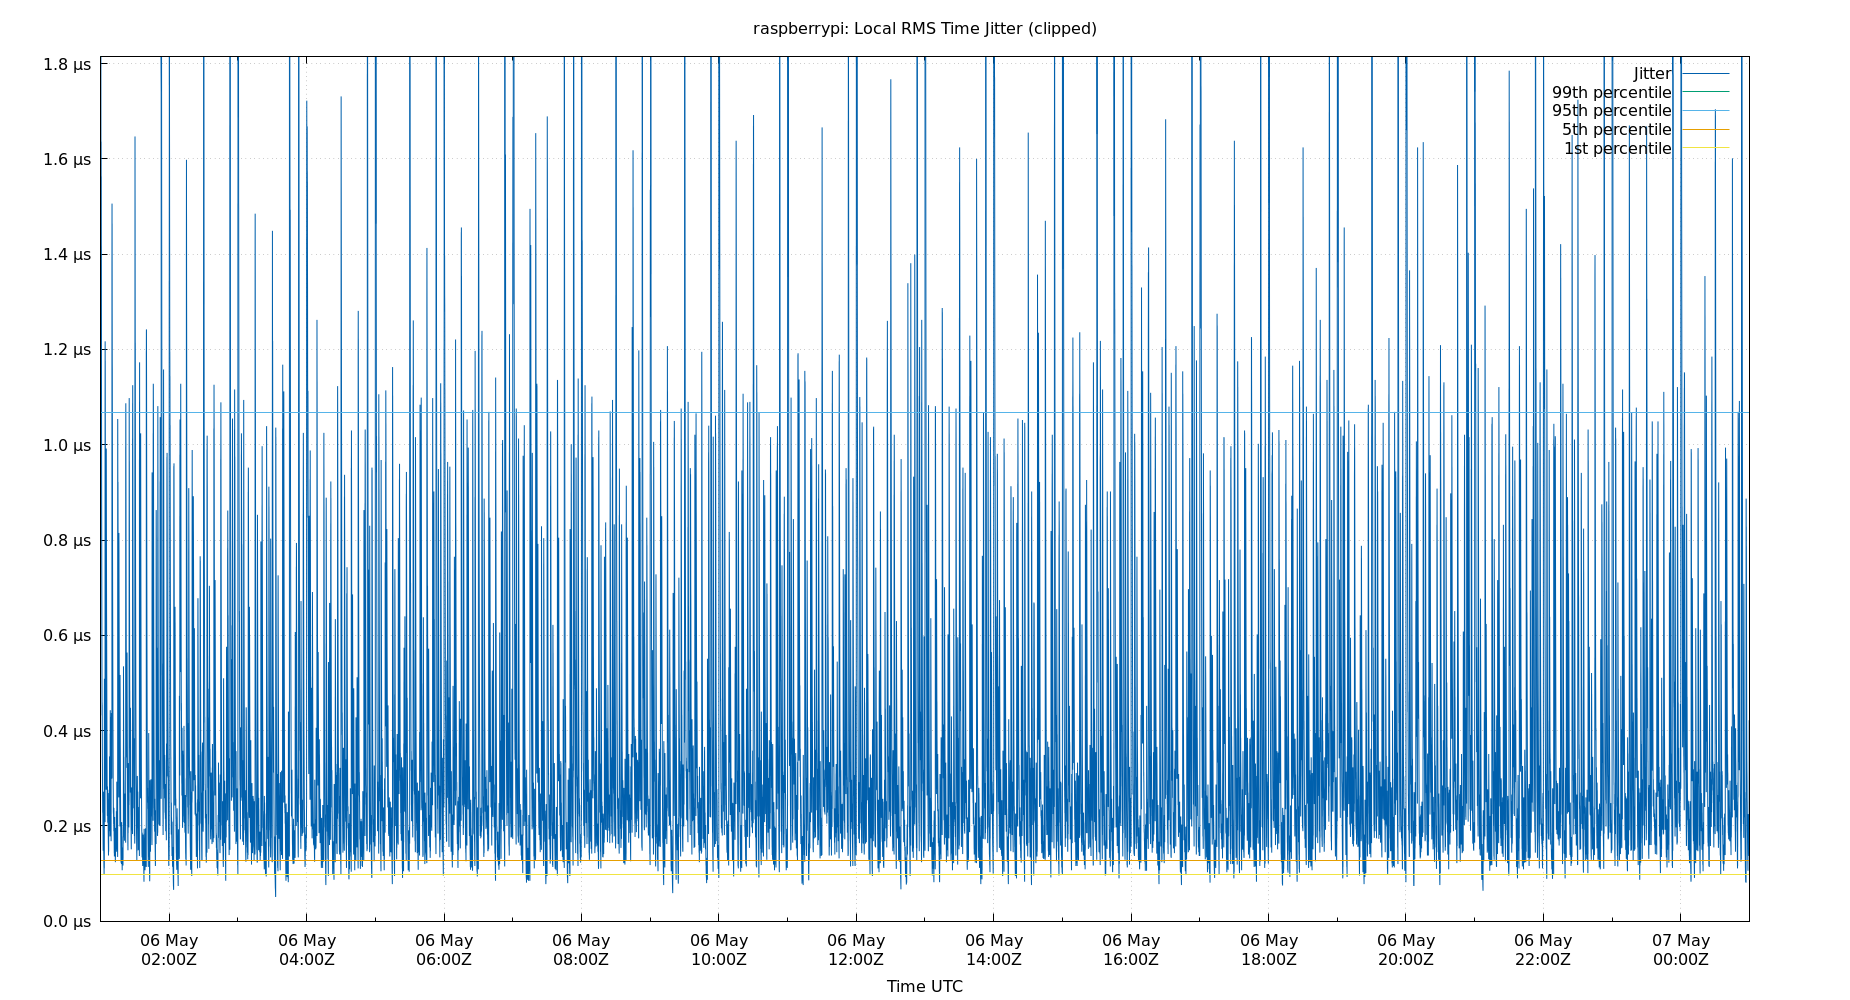 raspberrypi: Local RMS Time Jitter (clipped)
1.8 µs
1.6 µs
1.4 µs
1.2 µs
1.0 µs
0.8 µs
0.6 µs
0.4 µs
0.2 µs
0.0 µs
Jitter
99th percentile
95th percentile
5th percentile
1st percentile
06 May 06 May 06 May 06 May 06 May 06 May 06 May 06 May 06 May 06 May 06 May 07 May
02:00Z 04:00Z 06:00Z 08:00Z 10:00Z 12:00Z 14:00Z 16:00Z 18:00Z 20:00Z 22:00Z 00:00Z
Time UTC